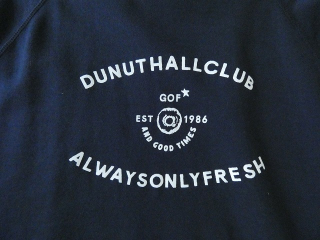 DUNUTHALLCLUB
GOF
EST 1986
AND GOOD TIMES
ALWAYSONLYFRESH